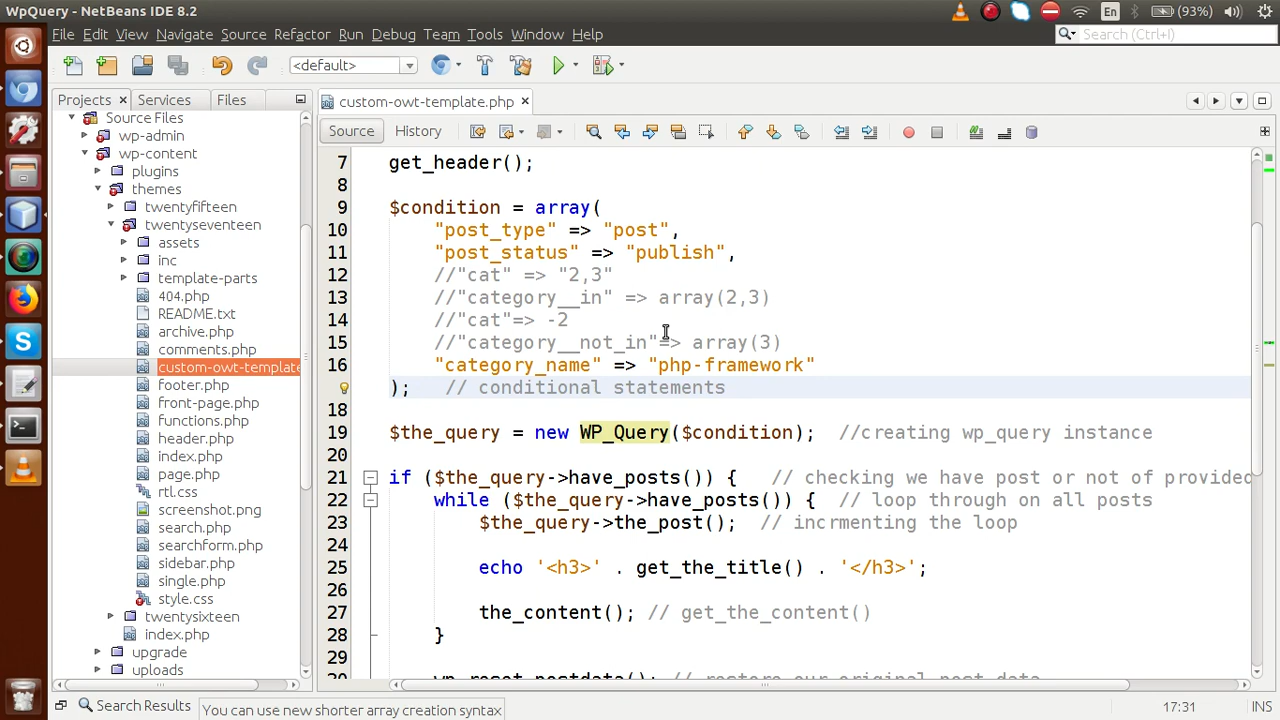 WpQuery - NetBeans IDE 8.2
En
(93%)
File Edit View Navigate Source Refactor Run Debug Team Tools Window Help
Search (Ctrl+I)
<default>
Projects Services Files
custom-owt-template.php
Source History
Source Files
wp-admin
wp-content
plugins
themes
twentyfifteen
twentyseventeen
assets
inc
template-parts
404.php
README.txt
archive.php
comments.php
custom-owt-template
footer.php
front-page.php
functions.php
header.php
index.php
page.php
rtl.css
screenshot.png
search.php
searchform.php
sidebar.php
single.php
style.css
twentysixteen
index.php
upgrade
uploads
7 get_header();
8
9 $condition = array(
10 "post_type" => "post",
11 "post_status" => "publish",
12 //"cat" => "2,3"
13 //"category__in" => array(2,3)
14 //"cat"=> -2
15 //"category__not_in"=> array(3)
16 "category_name" => "php-framework"
); // conditional statements
18
19 $the_query = new WP_Query($condition); //creating wp_query instance
20
21 if ($the_query->have_posts()) { // checking we have post or not of provided
22 while ($the_query->have_posts()) { // loop through on all posts
23 $the_query->the_post(); // incrmenting the loop
24
25 echo '<h3>' . get_the_title() . '</h3>';
26
27 the_content(); // get_the_content()
28 }
29
30 wp_reset_postdata(); // restore our original post data
Search Results
You can use new shorter array creation syntax
17:31
INS